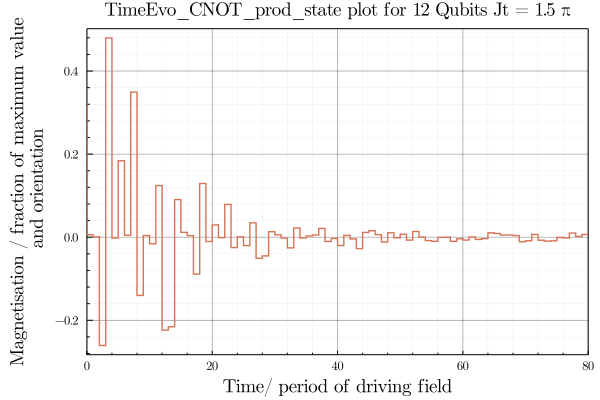 TimeEvo_CNOT_prod_state plot for 12 Qubits Jt = 1.5 π
Magnetisation / fraction of maximum value
and orientation
0.4
0.2
0.0
−0.2
0
20
40
60
80
Time/ period of driving field